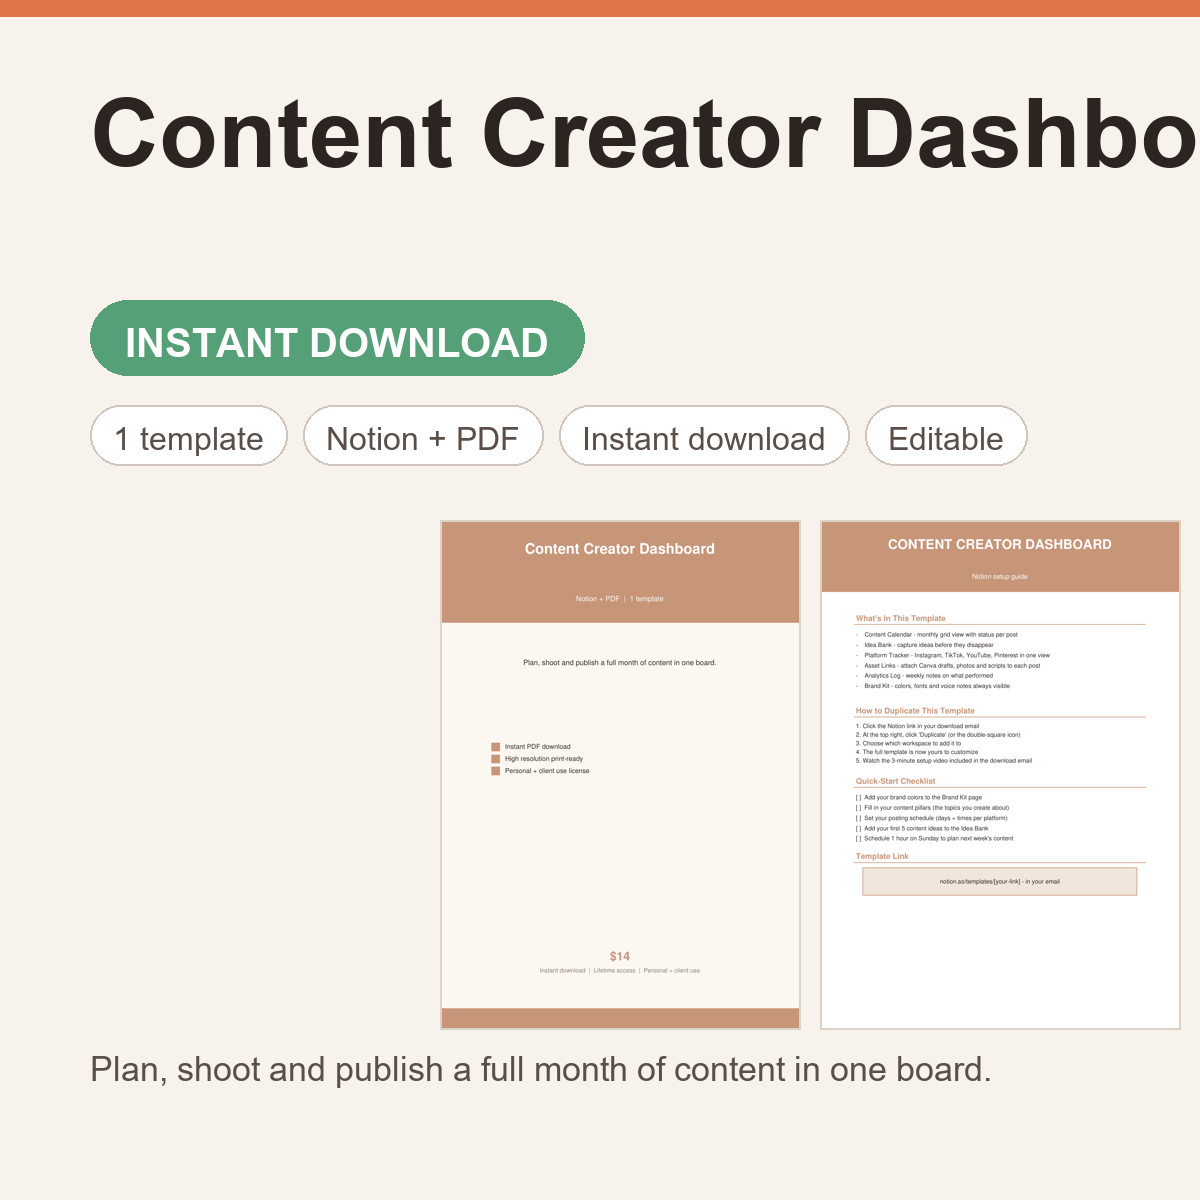 Content Creator Dashbo
INSTANT DOWNLOAD
1 template
Notion + PDF
Instant download
Editable
Content Creator Dashboard
Notion + PDF | 1 template
Plan, shoot and publish a full month of content in one board.
Instant PDF download
High resolution print-ready
Personal + client use license
$14
Instant download | Lifetime access | Personal + client use
CONTENT CREATOR DASHBOARD
Notion setup guide
What's In This Template
- Content Calendar - monthly grid view with status per post
- Idea Bank - capture ideas before they disappear
- Platform Tracker - Instagram, TikTok, YouTube, Pinterest in one view
- Asset Links - attach Canva drafts, photos and scripts to each post
- Analytics Log - weekly notes on what performed
- Brand Kit - colors, fonts and voice notes always visible
How to Duplicate This Template
1. Click the Notion link in your download email
2. At the top right, click 'Duplicate' (or the double-square icon)
3. Choose which workspace to add it to
4. The full template is now yours to customize
5. Watch the 3-minute setup video included in the download email
Quick-Start Checklist
[ ] Add your brand colors to the Brand Kit page
[ ] Fill in your content pillars (the topics you create about)
[ ] Set your posting schedule (days + times per platform)
[ ] Add your first 5 content ideas to the Idea Bank
[ ] Schedule 1 hour on Sunday to plan next week's content
Template Link
notion.so/templates/[your-link] - in your email
Plan, shoot and publish a full month of content in one board.